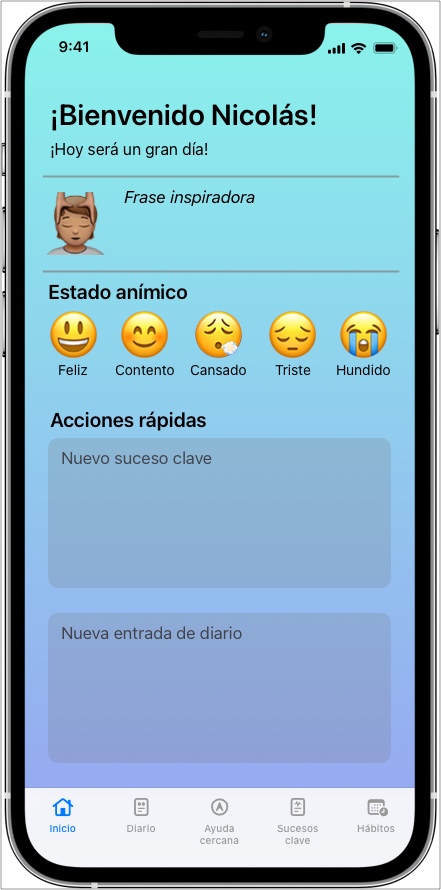 9:41
¡Bienvenido Nicolás!
¡Hoy será un gran día!
Frase inspiradora
Estado anímico
Feliz
Contento
Cansado
Triste
Hundido
Acciones rápidas
Nuevo suceso clave
Nueva entrada de diario
Inicio
Diario
Ayuda
cercana
Sucesos
clave
Hábitos